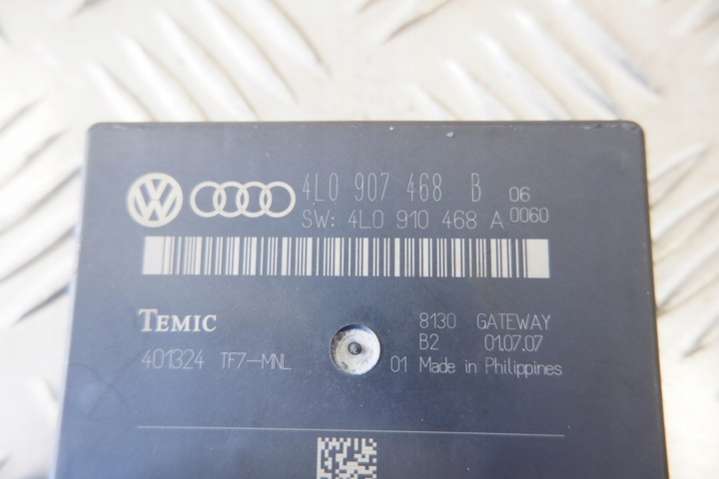 4L0 907 468 B 06
SW: 4L0 910 468 A 0060
TEMIC 8130 GATEWAY
B2 01.07.07
401324 TF7-MNL 01 Made in Philippines